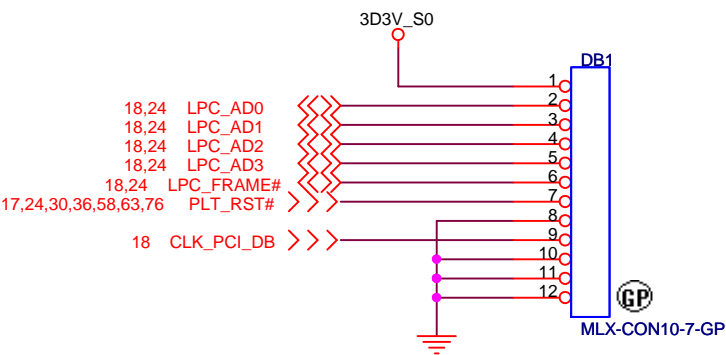 3D3V_S0
DB1
1
18,24 LPC_AD0 2
18,24 LPC_AD1 3
18,24 LPC_AD2 4
18,24 LPC_AD3 5
18,24 LPC_FRAME# 6
17,24,30,36,58,63,76 PLT_RST# 7
8
18 CLK_PCI_DB 9
10
11
12
GP
MLX-CON10-7-GP